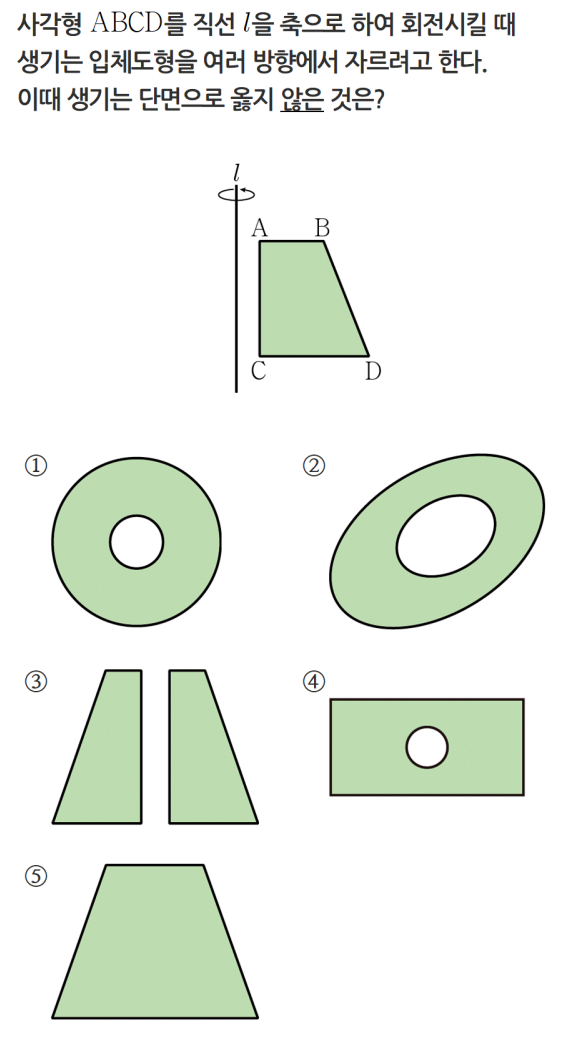 사각형 ABCD를 직선 l을 축으로 하여 회전시킬 때
생기는 입체도형을 여러 방향에서 자르려고 한다.
이때 생기는 단면으로 옳지 않은 것은?
l
A B
C D
① ②
③ ④
⑤